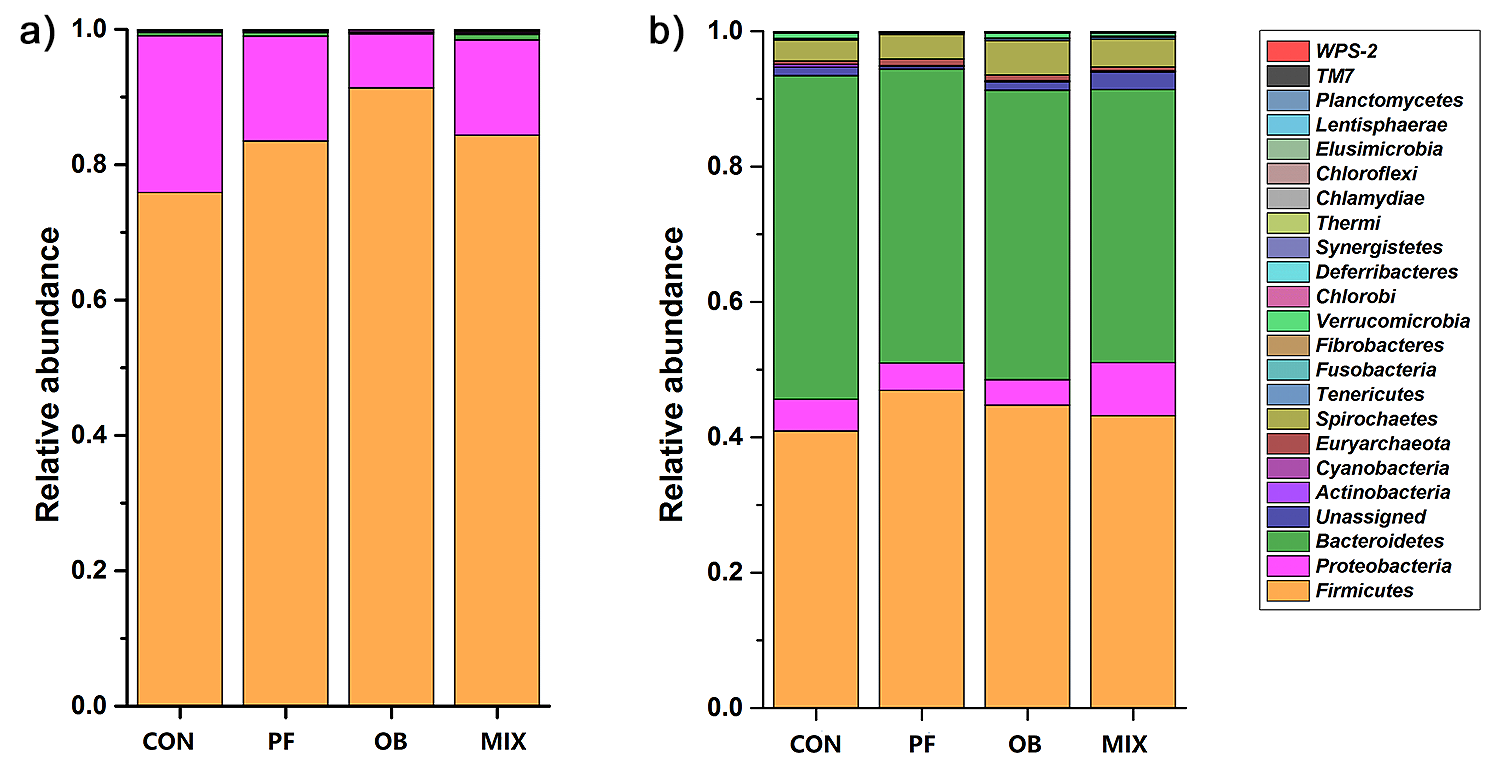 a)
Relative abundance
1.0
0.8
0.6
0.4
0.2
0.0
CON PF OB MIX
b)
Relative abundance
1.0
0.8
0.6
0.4
0.2
0.0
CON PF OB MIX
WPS-2
TM7
Planctomycetes
Lentisphaerae
Elusimicrobia
Chloroflexi
Chlamydiae
Thermi
Synergistetes
Deferribacteres
Chlorobi
Verrucomicrobia
Fibrobacteres
Fusobacteria
Tenericutes
Spirochaetes
Euryarchaeota
Cyanobacteria
Actinobacteria
Unassigned
Bacteroidetes
Proteobacteria
Firmicutes